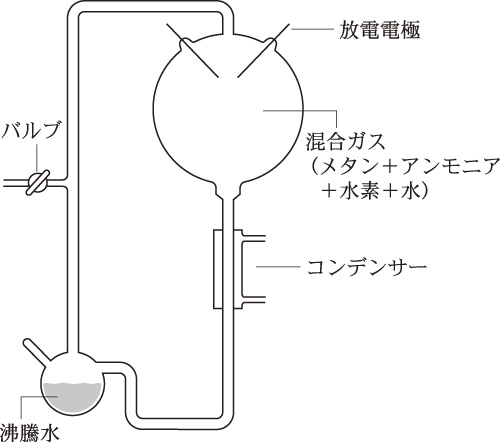 放電電極
バルブ
混合ガス
（メタン＋アンモニア
＋水素＋水）
コンデンサー
沸騰水